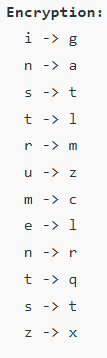 Encryption:
i -> g
n -> a
s -> t
t -> l
r -> m
u -> z
m -> c
e -> l
n -> r
t -> q
s -> t
z -> x